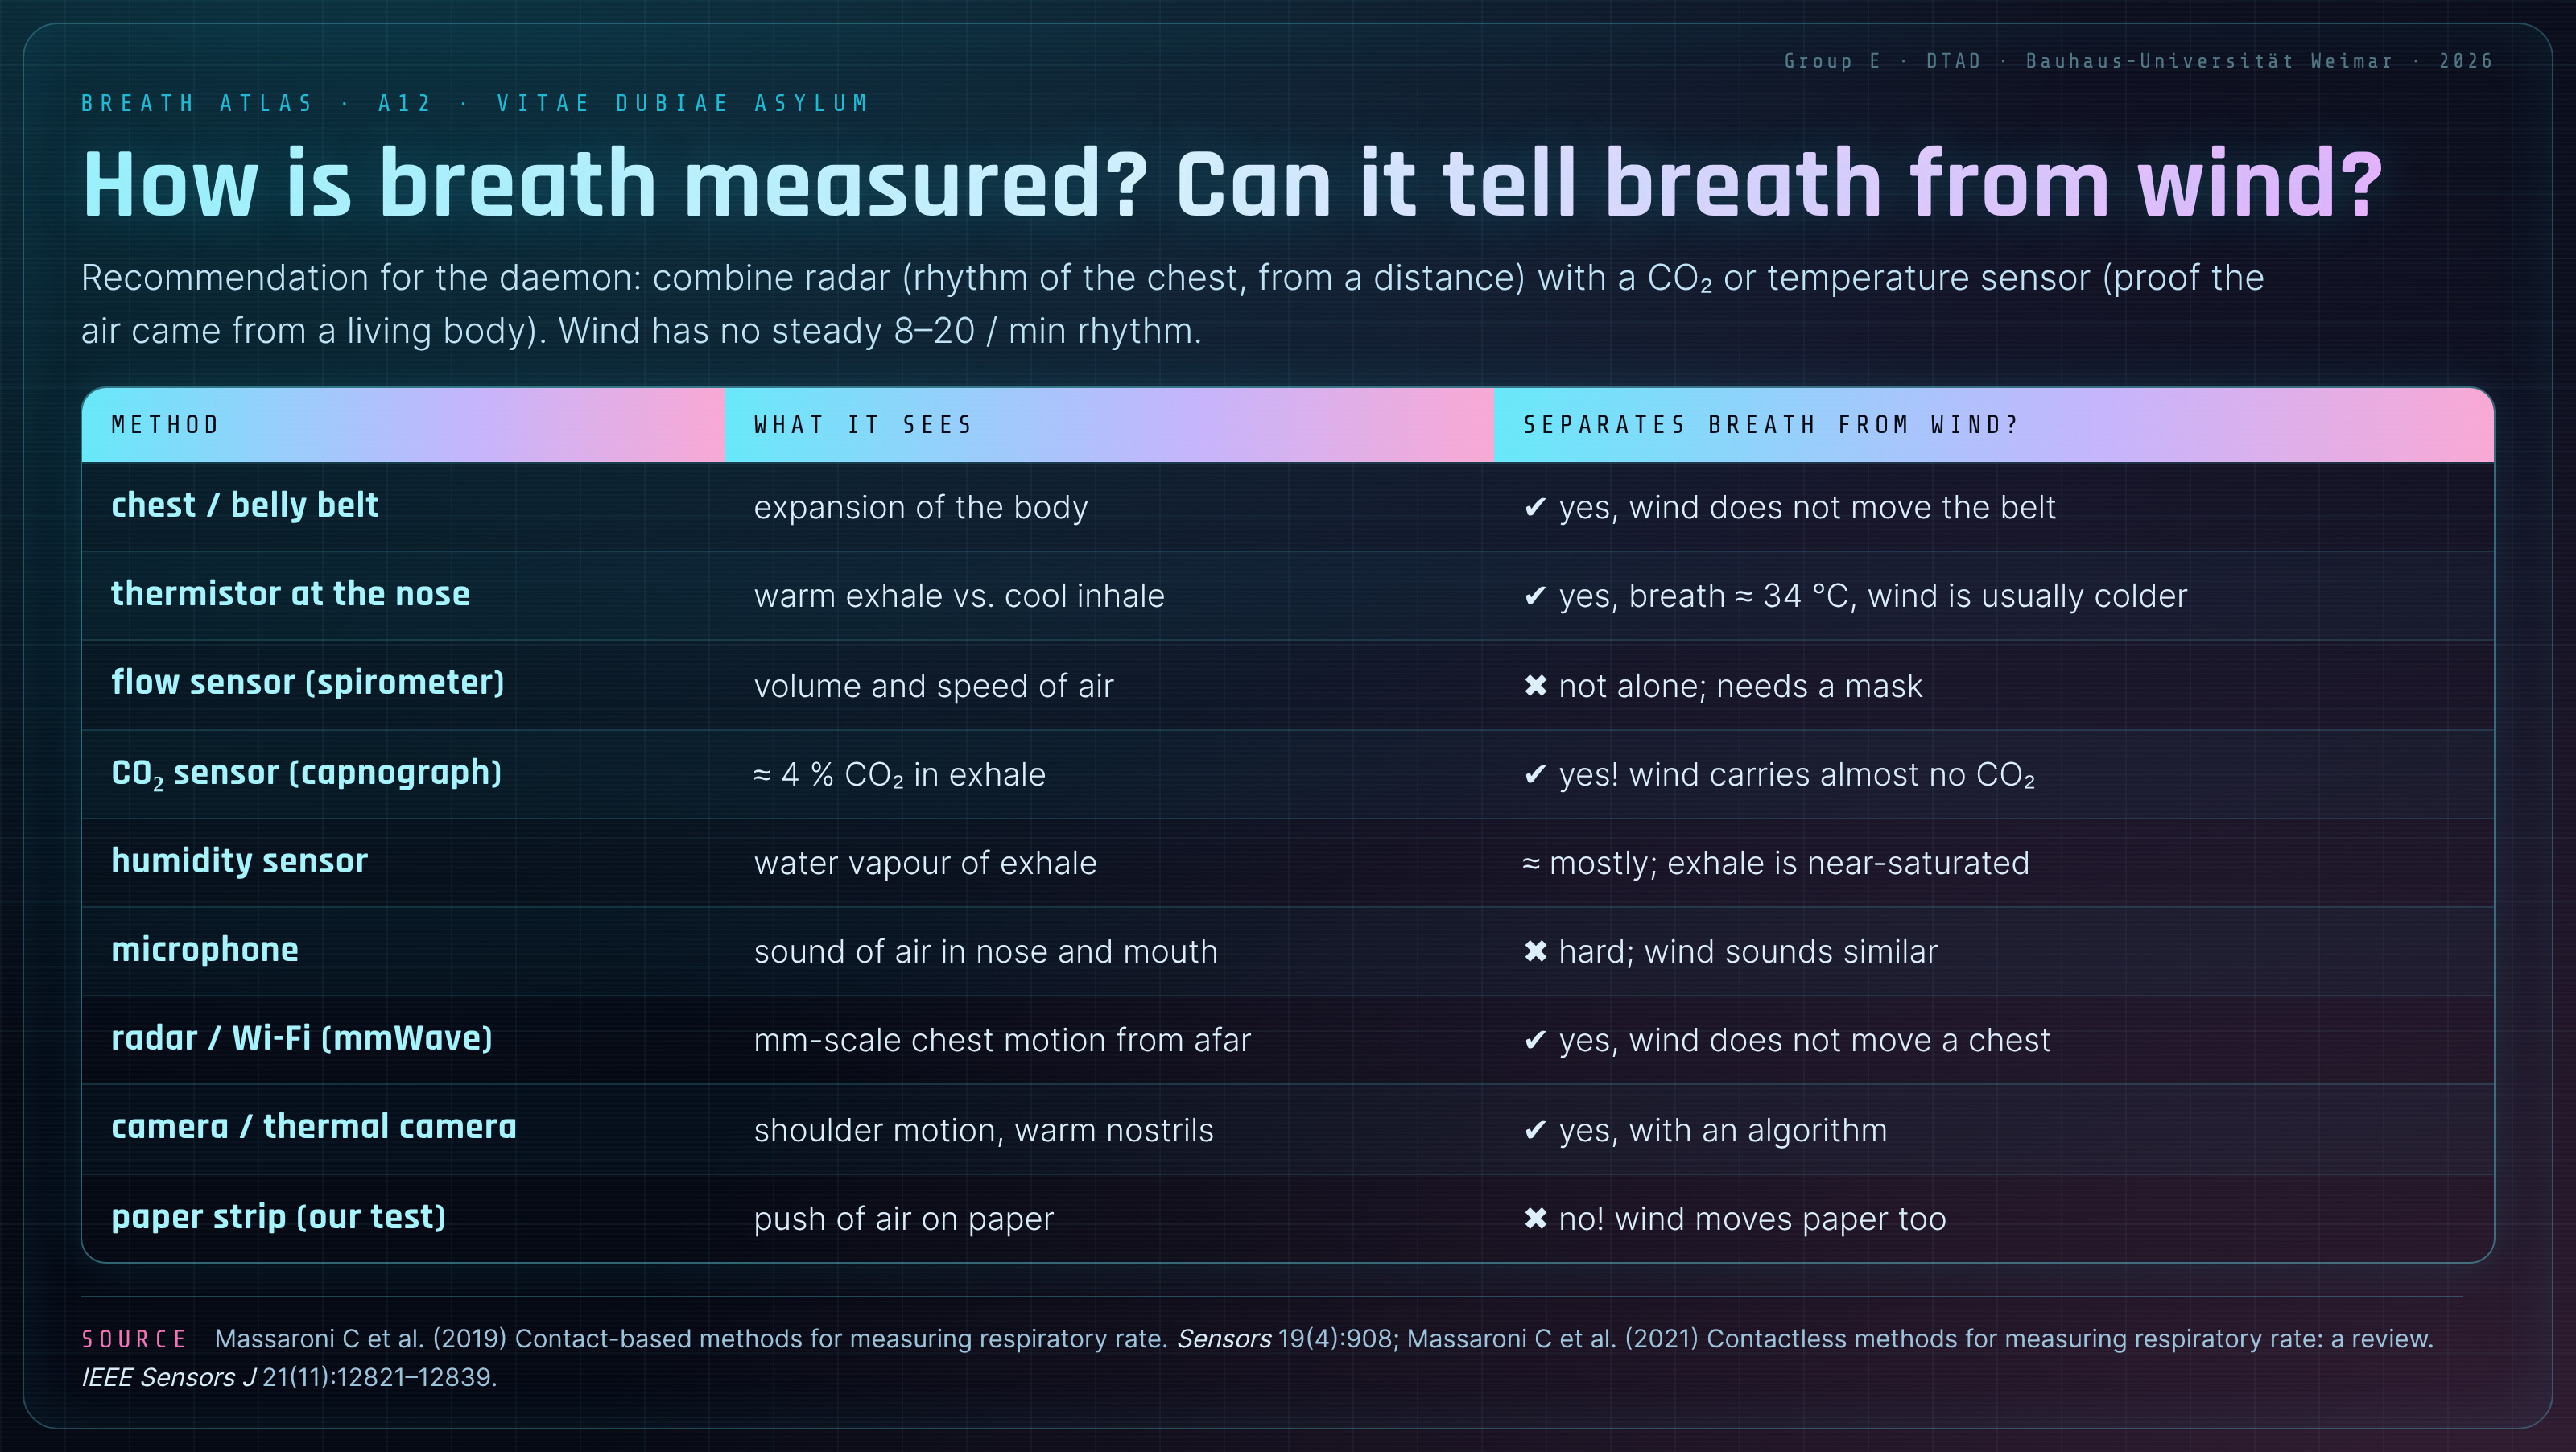 Group E · DTAD · Bauhaus-Universität Weimar · 2026
BREATH ATLAS · A12 · VITAE DUBIAE ASYLUM
How is breath measured? Can it tell breath from wind?
Recommendation for the daemon: combine radar (rhythm of the chest, from a distance) with a CO₂ or temperature sensor (proof the
air came from a living body). Wind has no steady 8–20 / min rhythm.
METHOD WHAT IT SEES SEPARATES BREATH FROM WIND?
chest / belly belt expansion of the body ✔ yes, wind does not move the belt
thermistor at the nose warm exhale vs. cool inhale ✔ yes, breath ≈ 34 °C, wind is usually colder
flow sensor (spirometer) volume and speed of air ✖ not alone; needs a mask
CO₂ sensor (capnograph) ≈ 4 % CO₂ in exhale ✔ yes! wind carries almost no CO₂
humidity sensor water vapour of exhale ≈ mostly; exhale is near-saturated
microphone sound of air in nose and mouth ✖ hard; wind sounds similar
radar / Wi-Fi (mmWave) mm-scale chest motion from afar ✔ yes, wind does not move a chest
camera / thermal camera shoulder motion, warm nostrils ✔ yes, with an algorithm
paper strip (our test) push of air on paper ✖ no! wind moves paper too
SOURCE Massaroni C et al. (2019) Contact-based methods for measuring respiratory rate. Sensors 19(4):908; Massaroni C et al. (2021) Contactless methods for measuring respiratory rate: a review.
IEEE Sensors J 21(11):12821–12839.